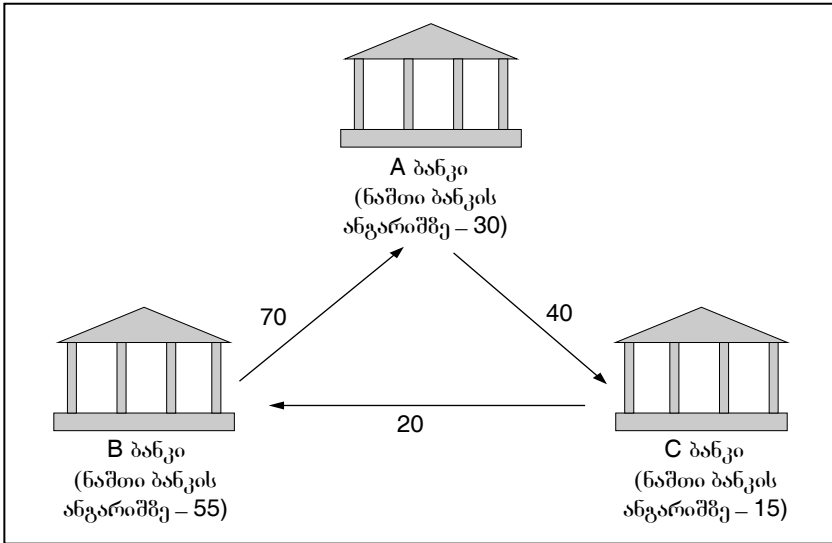 A ბანკი
(ნაშთი ბანკის
ანგარიშზე – 30)
70
40
20
B ბანკი
(ნაშთი ბანკის
ანგარიშზე – 55)
C ბანკი
(ნაშთი ბანკის
ანგარიშზე – 15)